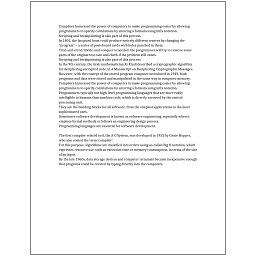 Compilers harnessed the power of computers to make programming easier by allowing
programmers to specify calculations by entering a formula using infix notation.
Scripting and breakpointing is also part of this process.
In 1801, the Jacquard loom could produce entirely different weaves by changing the
"program" – a series of pasteboard cards with holes punched in them.
Trial-and-error/divide-and-conquer is needed: the programmer will try to remove some
parts of the original test case and check if the problem still exists.
Scripting and breakpointing is also part of this process.
In the 9th century, the Arab mathematician Al-Kindi described a cryptographic algorithm
for deciphering encrypted code, in A Manuscript on Deciphering Cryptographic Messages.
However, with the concept of the stored-program computer introduced in 1949, both
programs and data were stored and manipulated in the same way in computer memory.
Compilers harnessed the power of computers to make programming easier by allowing
programmers to specify calculations by entering a formula using infix notation.
Programmers typically use high-level programming languages that are more easily
intelligible to humans than machine code, which is directly executed by the central
processing unit.
They are the building blocks for all software, from the simplest applications to the most
sophisticated ones.
Sometimes software development is known as software engineering, especially when it
employs formal methods or follows an engineering design process.
Programming languages are essential for software development.
The first compiler related tool, the A-0 System, was developed in 1952 by Grace Hopper,
who also coined the term 'compiler'.
For this purpose, algorithms are classified into orders using so-called Big O notation, which
expresses resource use, such as execution time or memory consumption, in terms of the size
of an input.
By the late 1960s, data storage devices and computer terminals became inexpensive enough
that programs could be created by typing directly into the computers.